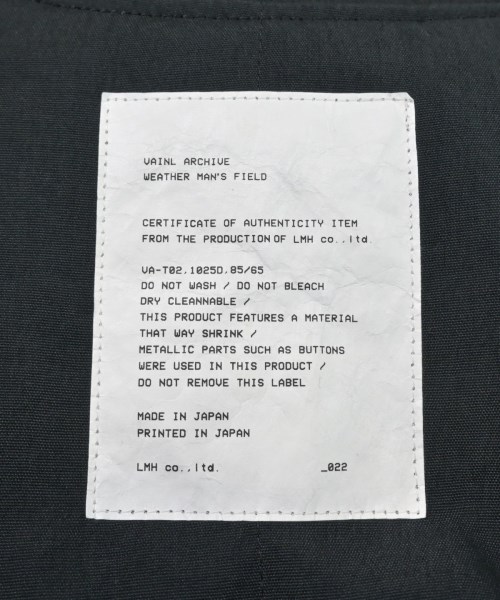 VAINL ARCHIVE
WEATHER MAN'S FIELD
CERTIFICATE OF AUTHENTICITY ITEM
FROM THE PRODUCTION OF LMH co.,ltd.
VA-T02,1025D,85/65
DO NOT WASH / DO NOT BLEACH
DRY CLEANNABLE /
THIS PRODUCT FEATURES A MATERIAL
THAT WAY SHRINK /
METALLIC PARTS SUCH AS BUTTONS
WERE USED IN THIS PRODUCT /
DO NOT REMOVE THIS LABEL
MADE IN JAPAN
PRINTED IN JAPAN
LMH co.,ltd. _022